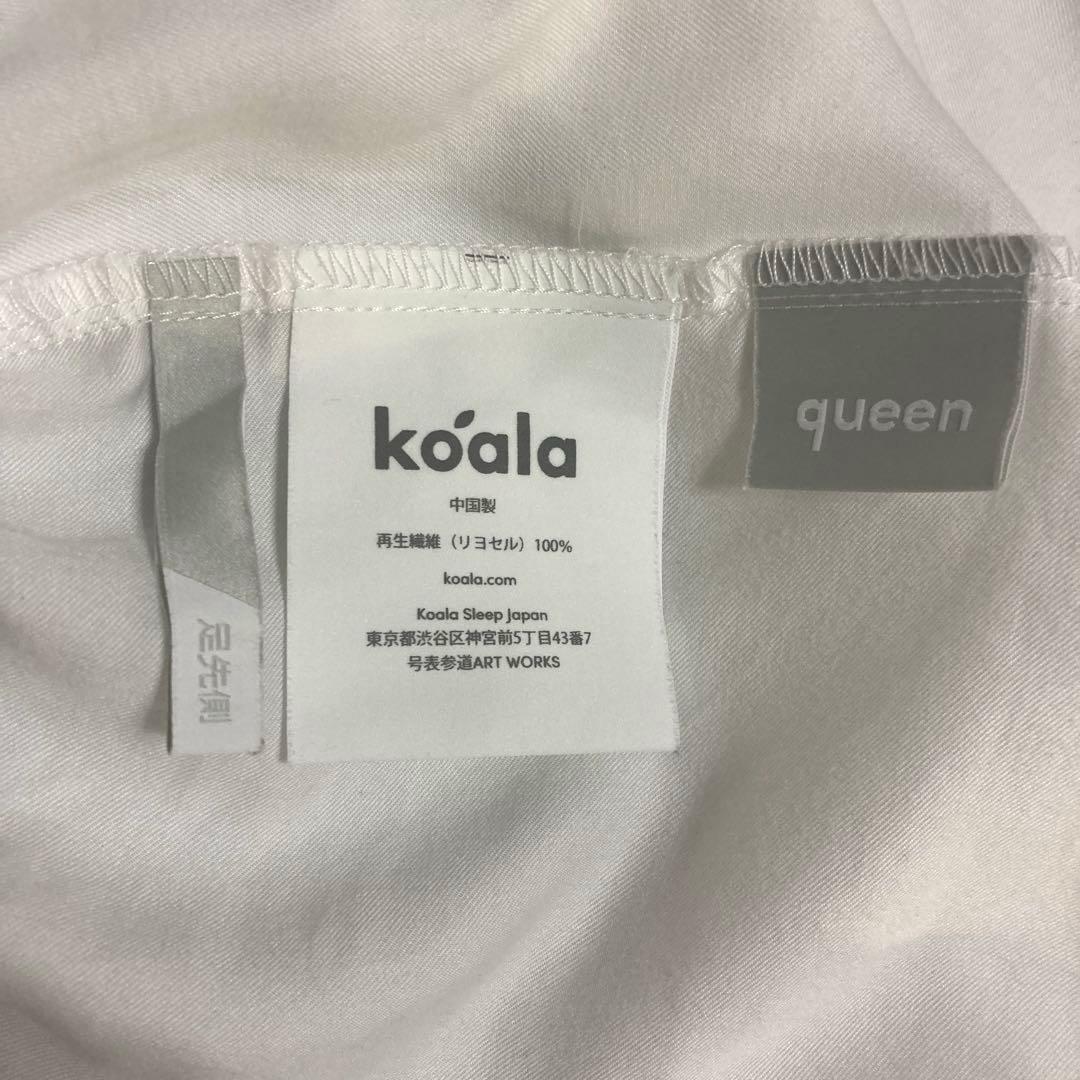 koala
中国製
再生繊維（リヨセル）100%
koala.com
Koala Sleep Japan
東京都渋谷区神宮前5丁目43番7
号表参道ART WORKS
queen
足先側